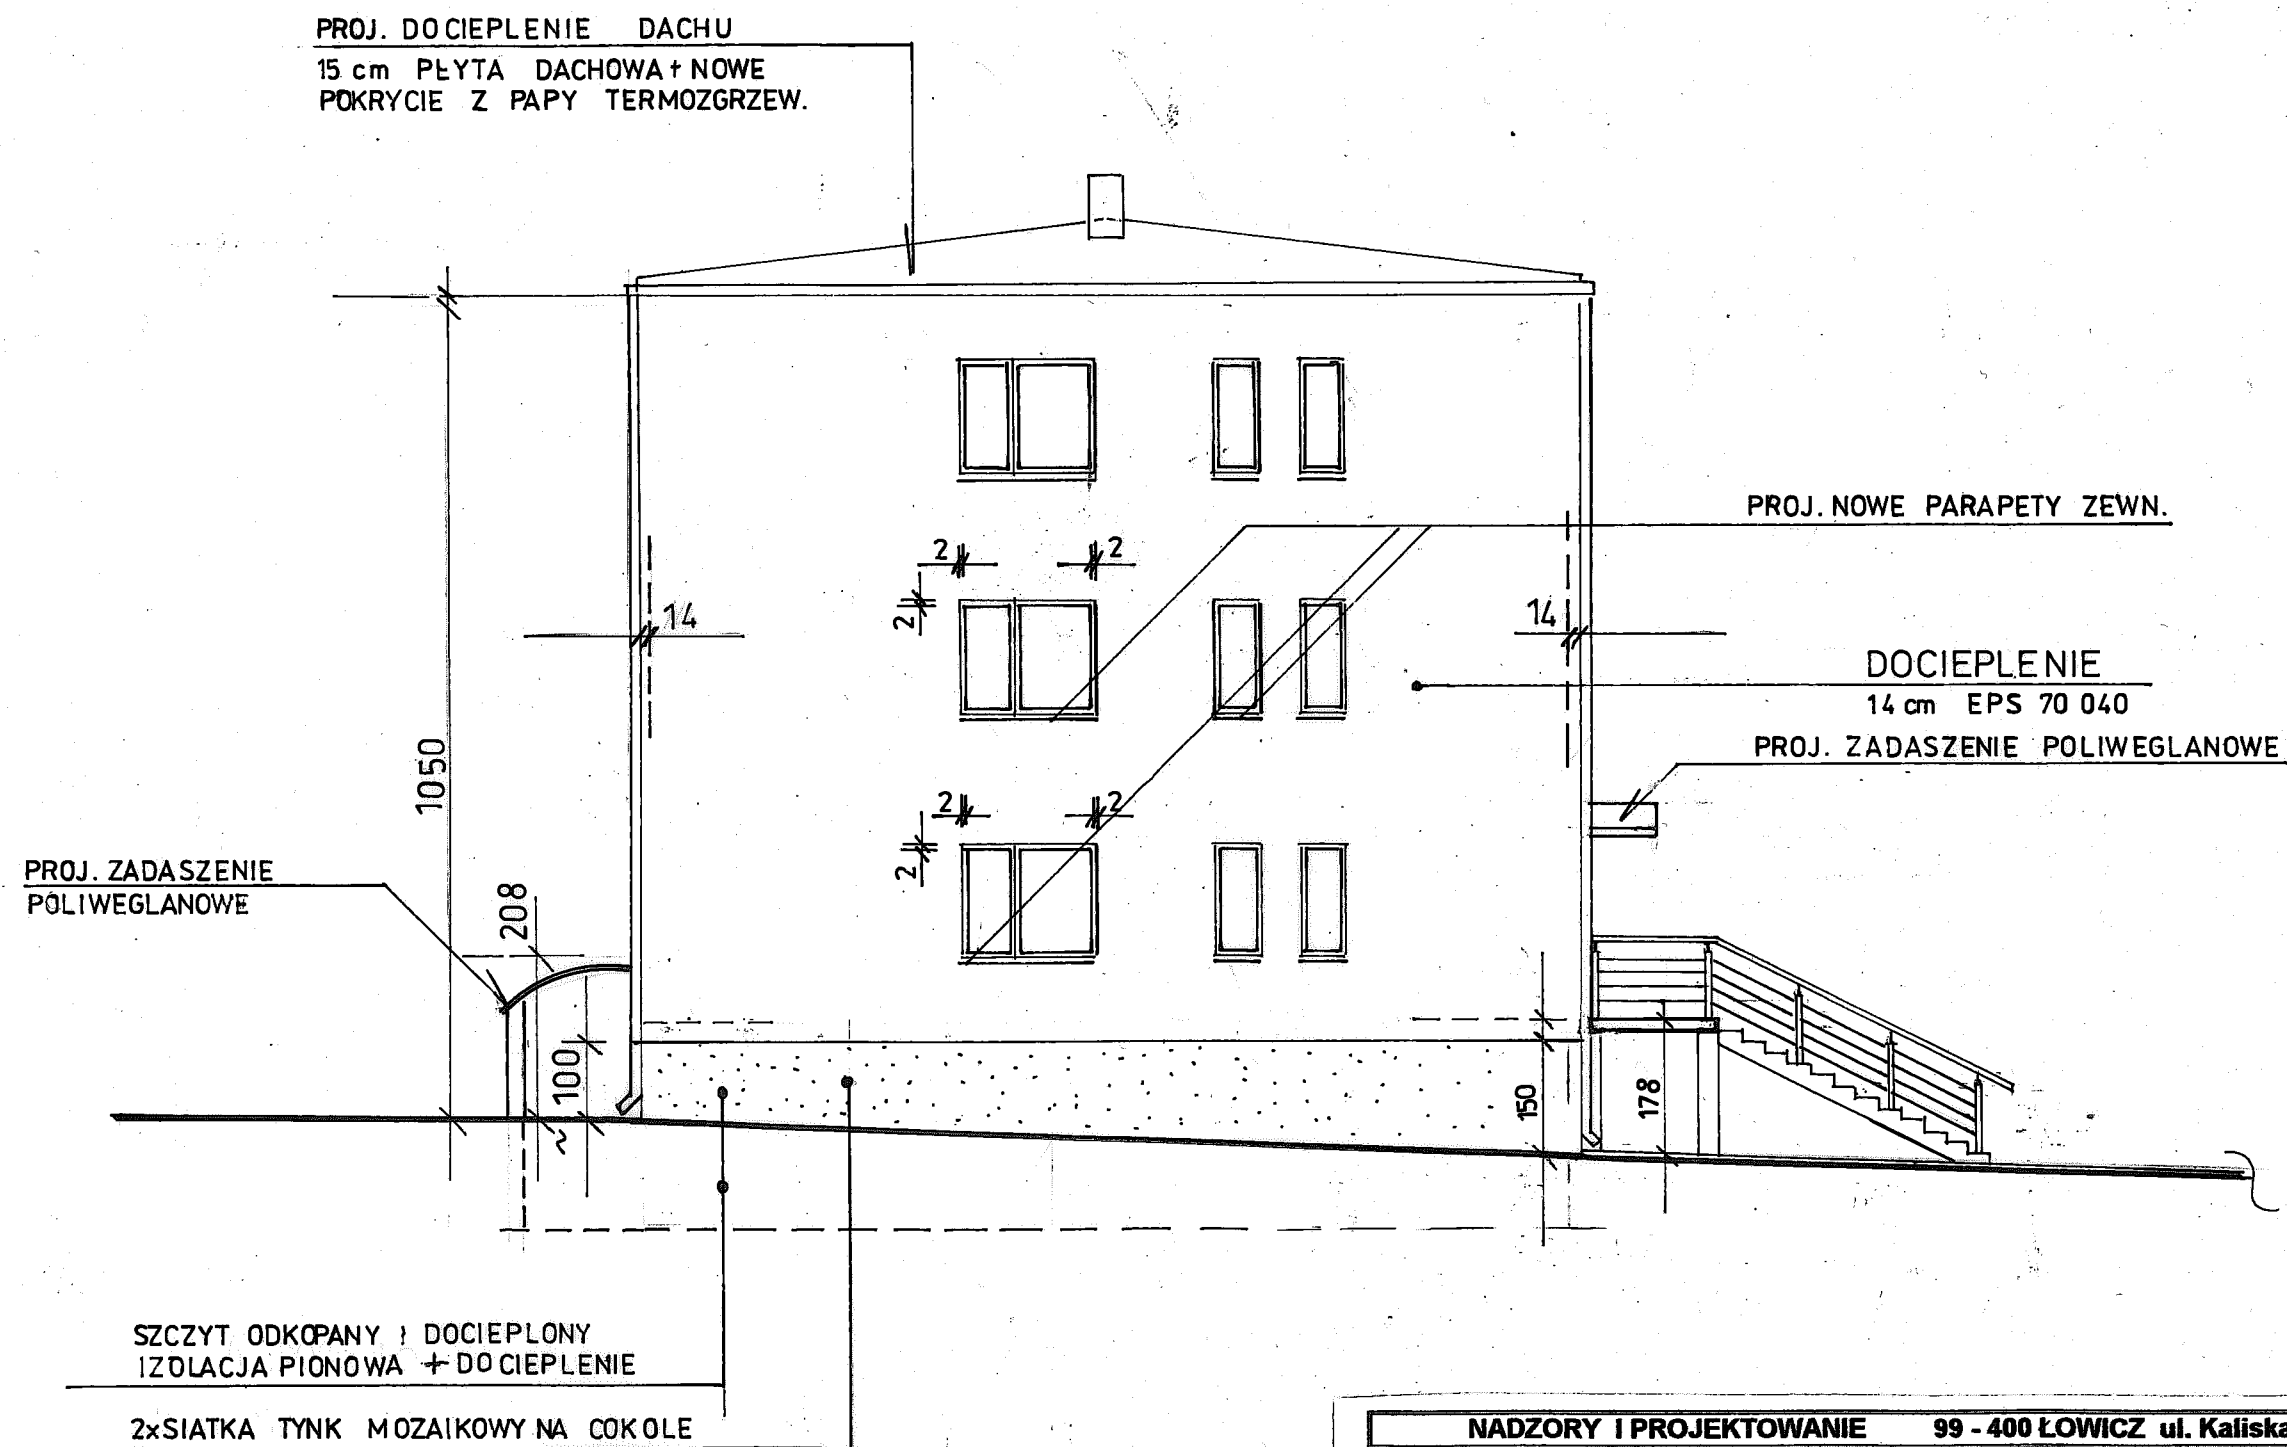 PROJ. DOCIEPLENIE DACHU
15 cm PŁYTA DACHOWA + NOWE
POKRYCIE Z PAPY TERMOZGRZEW.
PROJ. NOWE PARAPETY ZEWN.
2
2
2
14
14
DOCIEPLENIE
14 cm EPS 70 040
PROJ. ZADASZENIE POLIWEGLANOWE
1050
2
2
2
PROJ. ZADASZENIE
POLIWEGLANOWE
208
~100
150
178
SZCZYT ODKOPANY I DOCIEPLONY
IZOLACJA PIONOWA + DOCIEPLENIE
2xSIATKA TYNK MOZAIKOWY NA COKOLE
NADZORY I PROJEKTOWANIE 99 - 400 ŁOWICZ ul. Kaliska